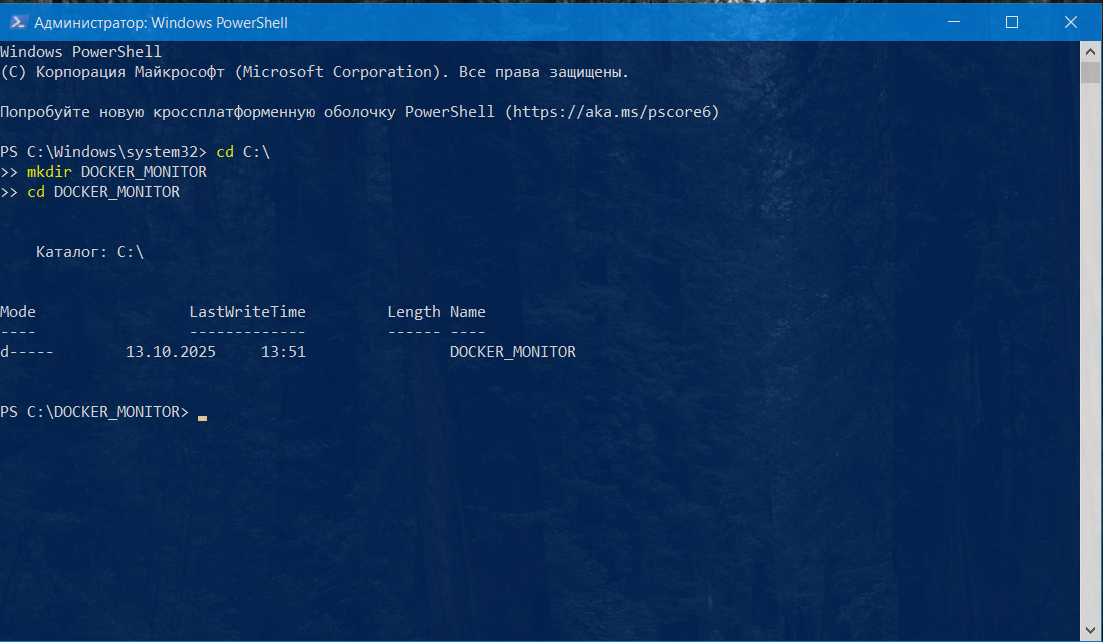 Администратор: Windows PowerShell
Windows PowerShell
(C) Корпорация Майкрософт (Microsoft Corporation). Все права защищены.
Попробуйте новую кроссплатформенную оболочку PowerShell (https://aka.ms/pscore6)
PS C:\Windows\system32> cd C:\
>> mkdir DOCKER_MONITOR
>> cd DOCKER_MONITOR
Каталог: C:\
Mode                 LastWriteTime         Length Name
----                 -------------         ------ ----
d-----        13.10.2025     13:51                DOCKER_MONITOR
PS C:\DOCKER_MONITOR>